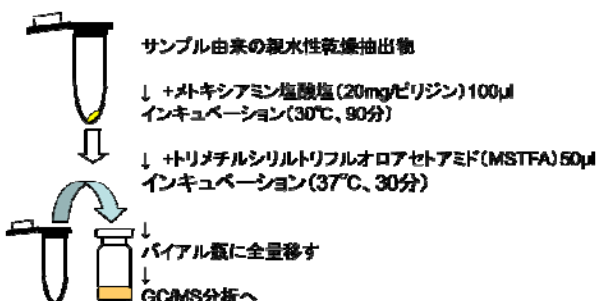 サンプル由来の親水性乾燥抽出物
↓ +メトキシアミン塩酸塩(20mg/ピリジン)100μl
インキュベーション(30℃、90分)
↓ +トリメチルシリルトリフルオロアセトアミド(MSTFA)50μl
インキュベーション(37℃、30分)
↓
バイアル瓶に全量移す
↓
GC/MS分析へ